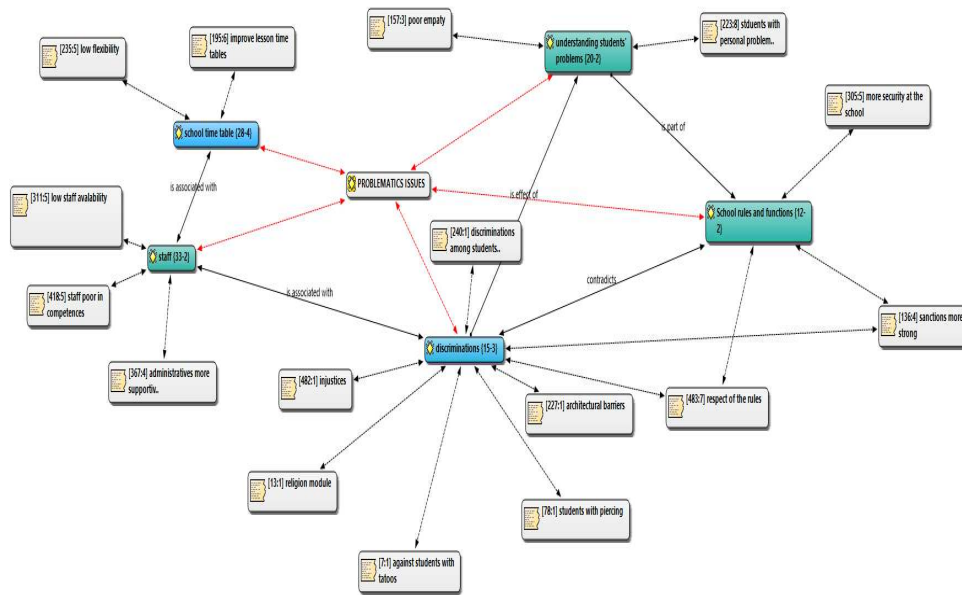 [157:3] poor empaty
[223:8] stduents with
personal problem..
[235:5] low flexibility
[195:6] improve lesson time
tables
understanding students'
problems (20-2)
[305:5] more security at the
school
school time table (28-4)
is part of
is associated with
PROBLEMATICS ISSUES
is effect of
[311:5] low staff avalability
[240:1] discriminations
among students..
School rules and functions (12-
2)
staff (33-2)
is associated with
contradicts
[418:5] staff poor in
competences
[136:4] sanctions more
strong
discriminations (15-3)
[367:4] administratives more
supportiv..
[482:1] injustices
[227:1] architectural barriers
[483:7] respect of the rules
[13:1] religion module
[78:1] students with piercing
[7:1] against students with
tatoos